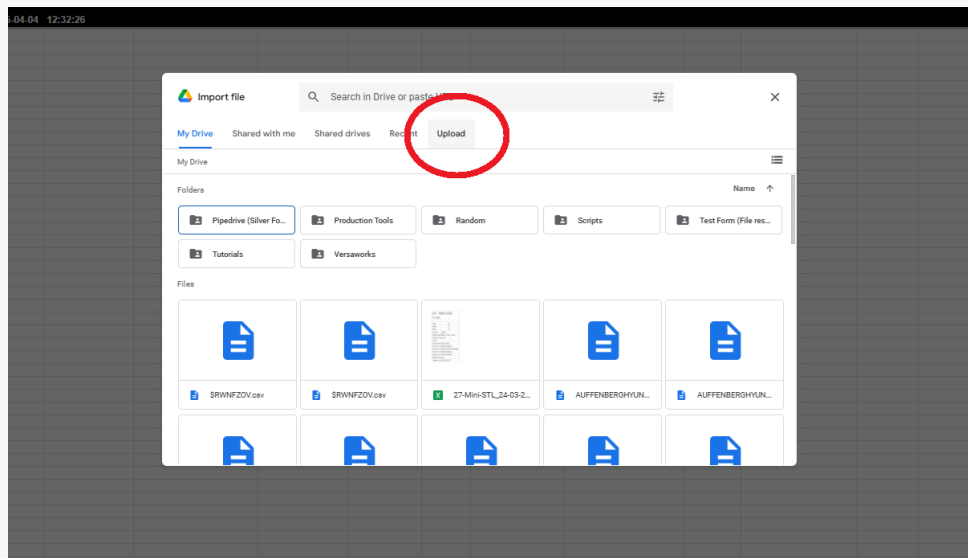 -04-04 12:32:26
Import file
Search in Drive or paste
My Drive Shared with me Shared drives Recent Upload
My Drive
Folders Name
Pipedrive (Silver Fo... Production Tools Random Scripts Test Form (File res...
Tutorials Versaworks
Files
$RWNFZOV.csv $RWNFZOV.csv 27-Mini-STL_24-03-2... AUFFENBERGHYUN... AUFFENBERGHYUN...